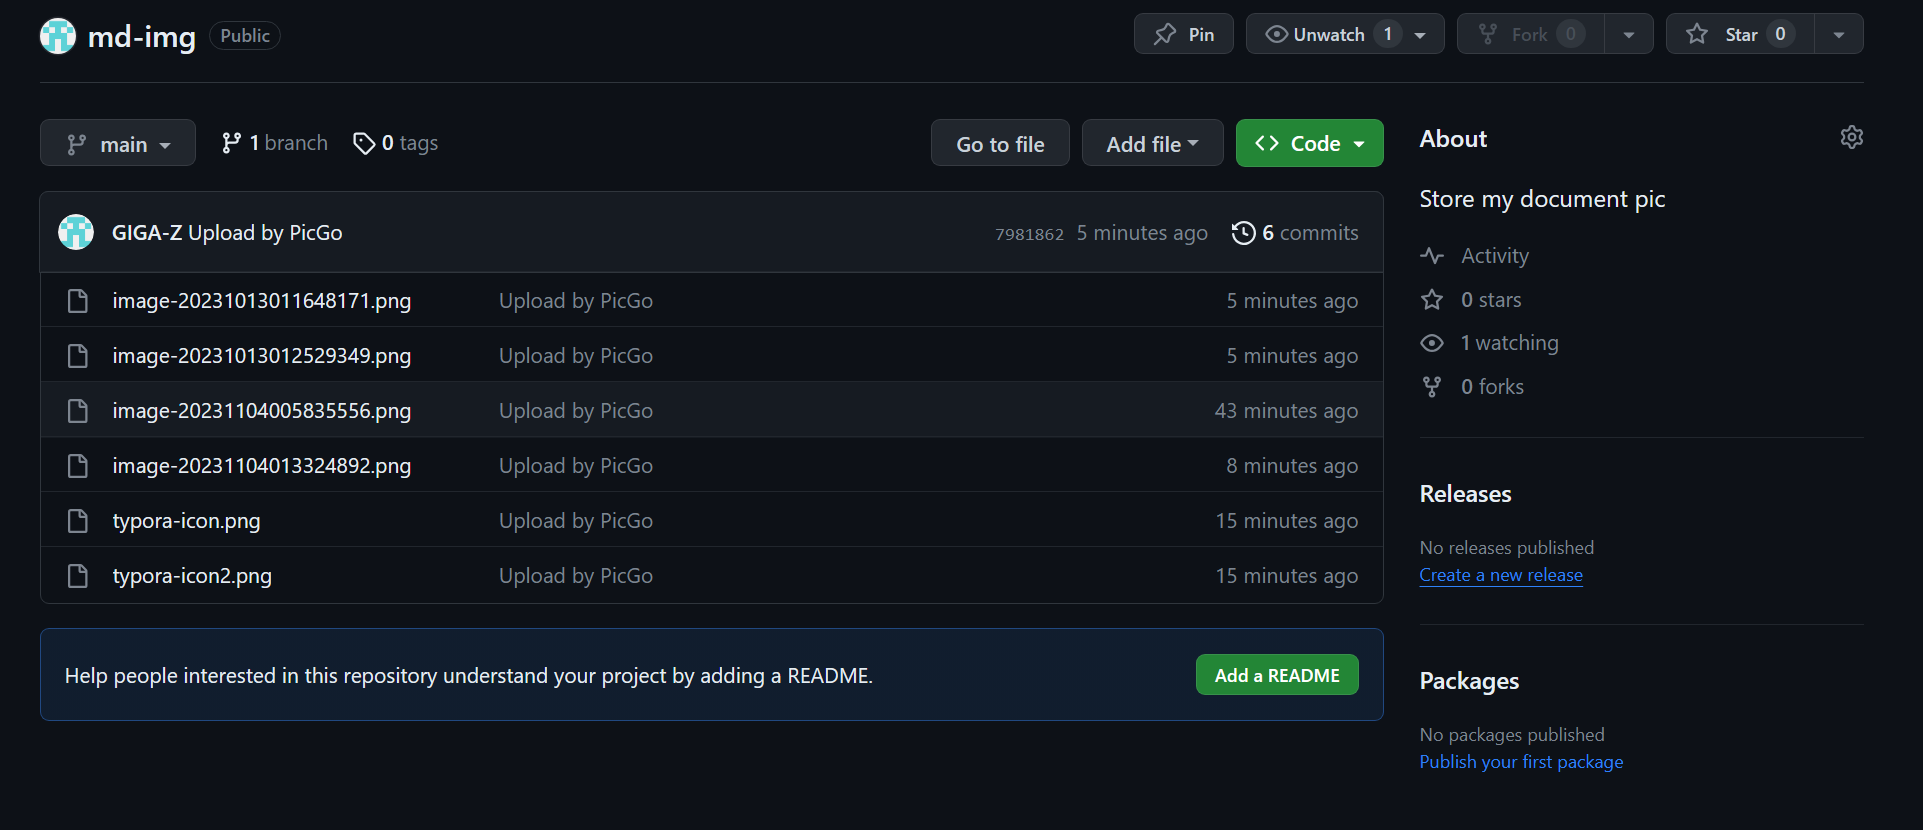 md-img Public Pin Unwatch 1 Fork 0 Star 0
main 1 branch 0 tags Go to file Add file Code
GIGA-Z Upload by PicGo 7981862 5 minutes ago 6 commits
image-20231013011648171.png Upload by PicGo 5 minutes ago
image-20231013012529349.png Upload by PicGo 5 minutes ago
image-20231104005835556.png Upload by PicGo 43 minutes ago
image-20231104013324892.png Upload by PicGo 8 minutes ago
typora-icon.png Upload by PicGo 15 minutes ago
typora-icon2.png Upload by PicGo 15 minutes ago
Help people interested in this repository understand your project by adding a README. Add a README
About
Store my document pic
Activity
0 stars
1 watching
0 forks
Releases
No releases published
Create a new release
Packages
No packages published
Publish your first package